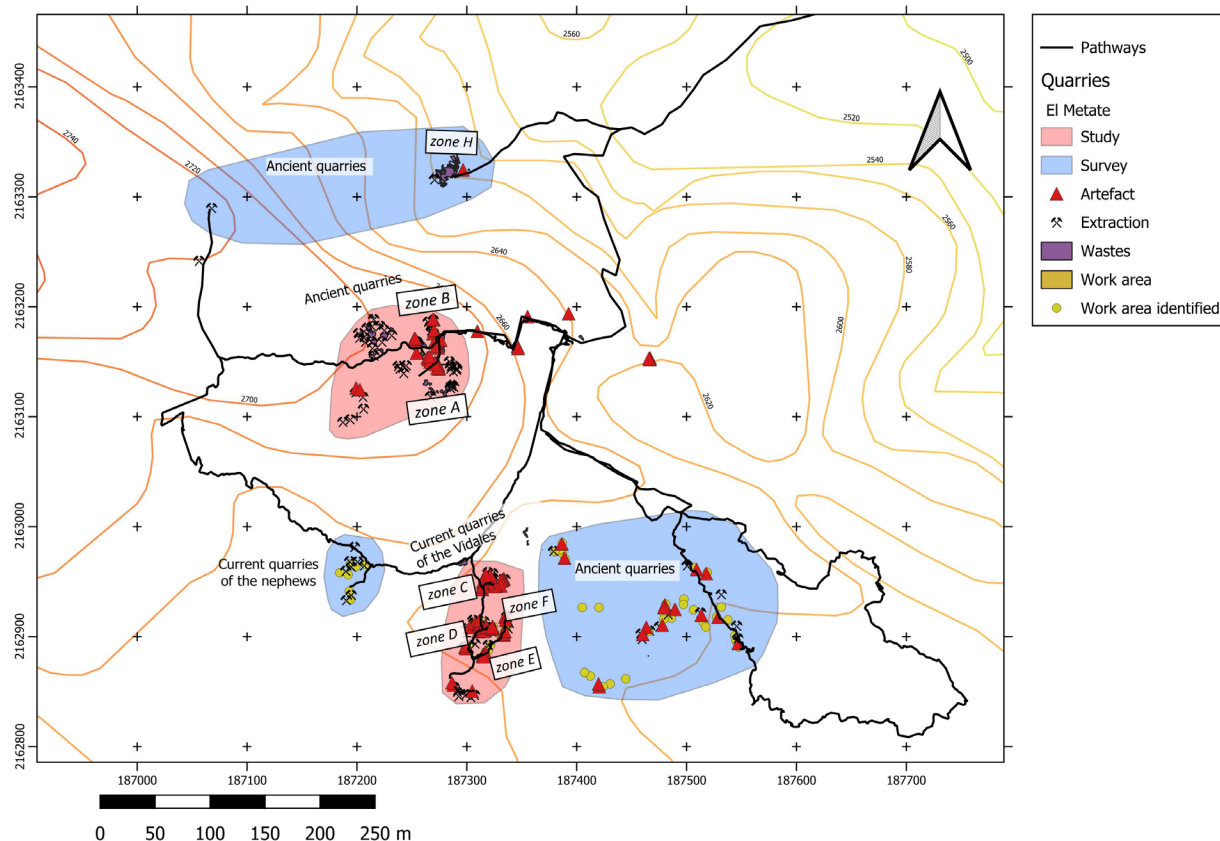 2560
2500
2163400
2740
2520
zone H
Ancient quarries
2720
2540
2163300
2640
2560
2580
Ancient quarries
zone B
2163200
2660
2600
2700
2620
zone A
2163100
2163000
Current quarries
of the Vidales
Current quarries
of the nephews
Ancient quarries
zone C
zone F
zone D
2162900
zone E
2162800
187000
187100
187200
187300
187400
187500
187600
187700
0
50
100
150
200
250 m
Pathways
Quarries
El Metate
Study
Survey
Artefact
Extraction
Wastes
Work area
Work area identified